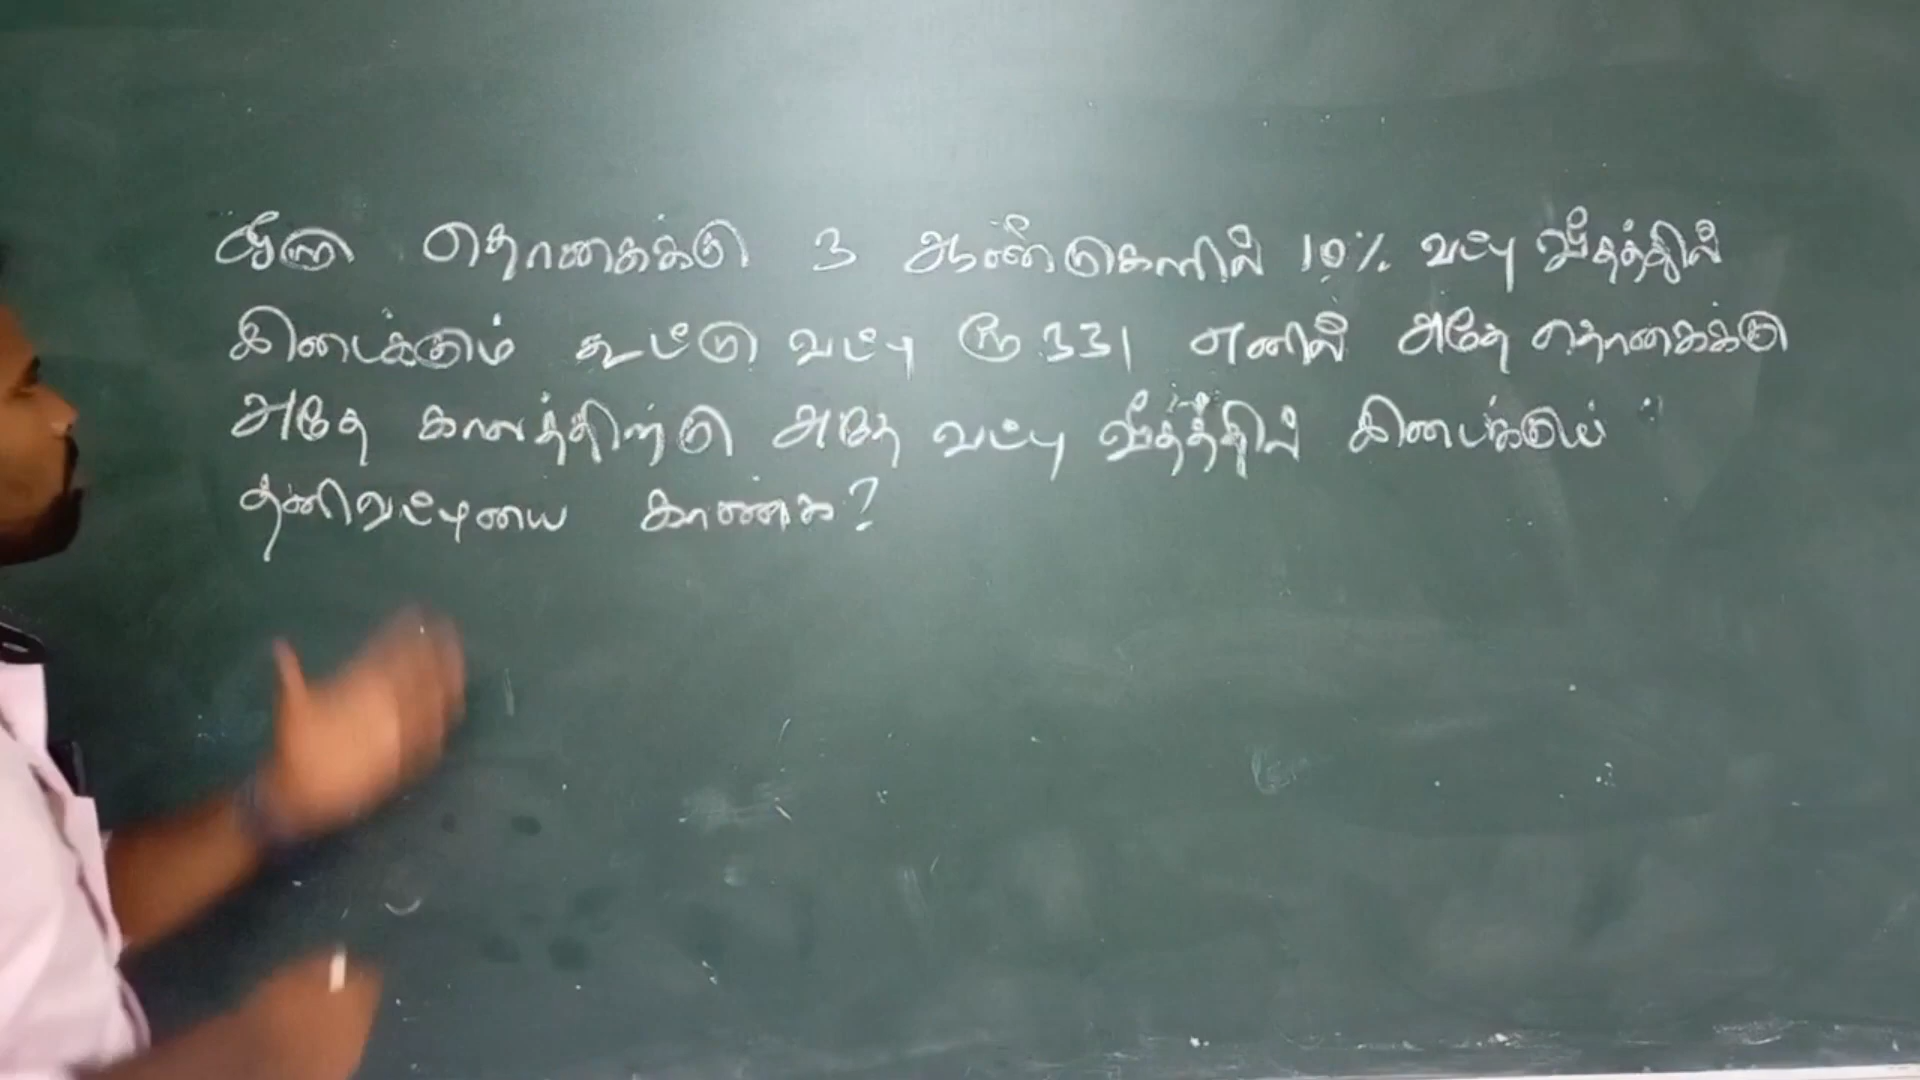 ஒரு தொகைக்கு 3 ஆண்டுகளில் 10% வட்டி வீதத்தில்
கிடைக்கும் கூட்டு வட்டி ரூ 331 எனில் அதே தொகைக்கு
அதே காலத்திற்கு அதே வட்டி வீதத்தில் கிடைக்கும்
தனிவட்டியை காண்க?